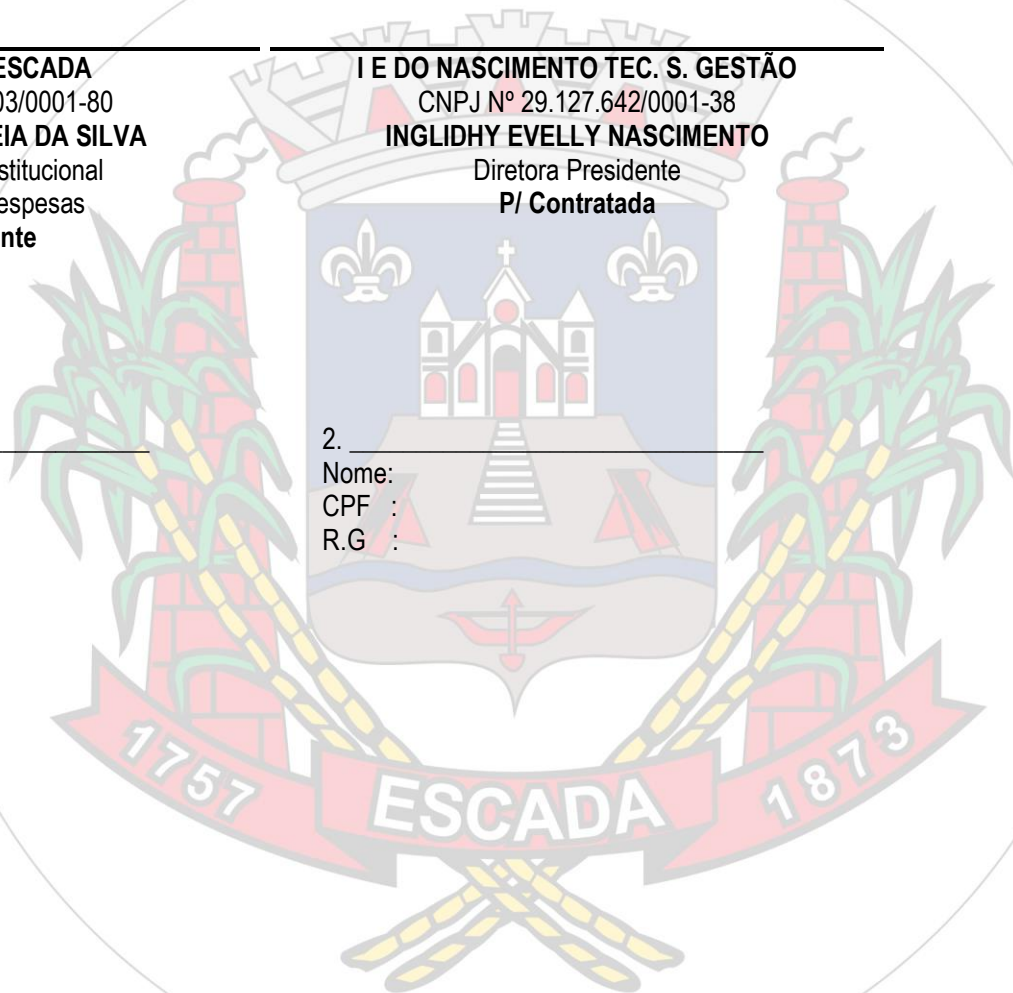 ESCADA
03/0001-80
EIA DA SILVA
stitucional
espesas
nte
I E DO NASCIMENTO TEC. S. GESTÃO
CNPJ Nº 29.127.642/0001-38
INGLIDHY EVELLY NASCIMENTO
Diretora Presidente
P/ Contratada
2. ______________________________
Nome:
CPF :
R.G :
1757
ESCADA
1873